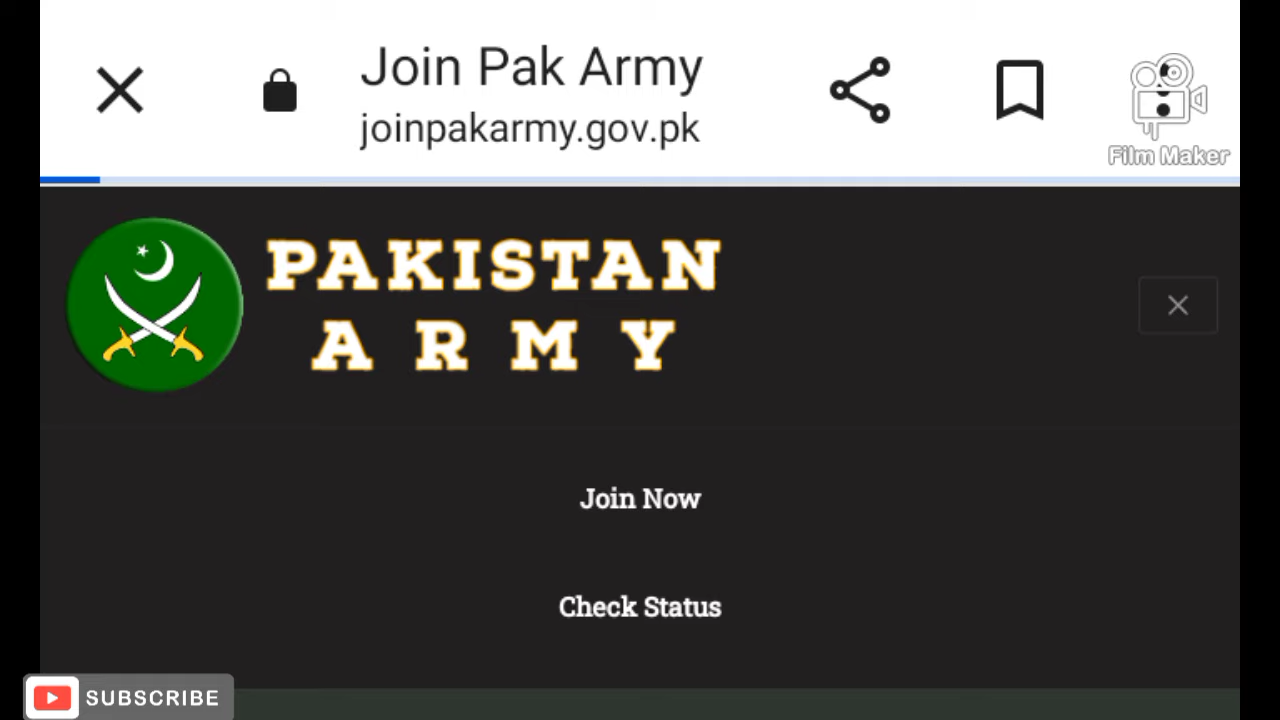 Join Pak Army
joinpakarmy.gov.pk
Film Maker
PAKISTAN
ARMY
Join Now
Check Status
SUBSCRIBE